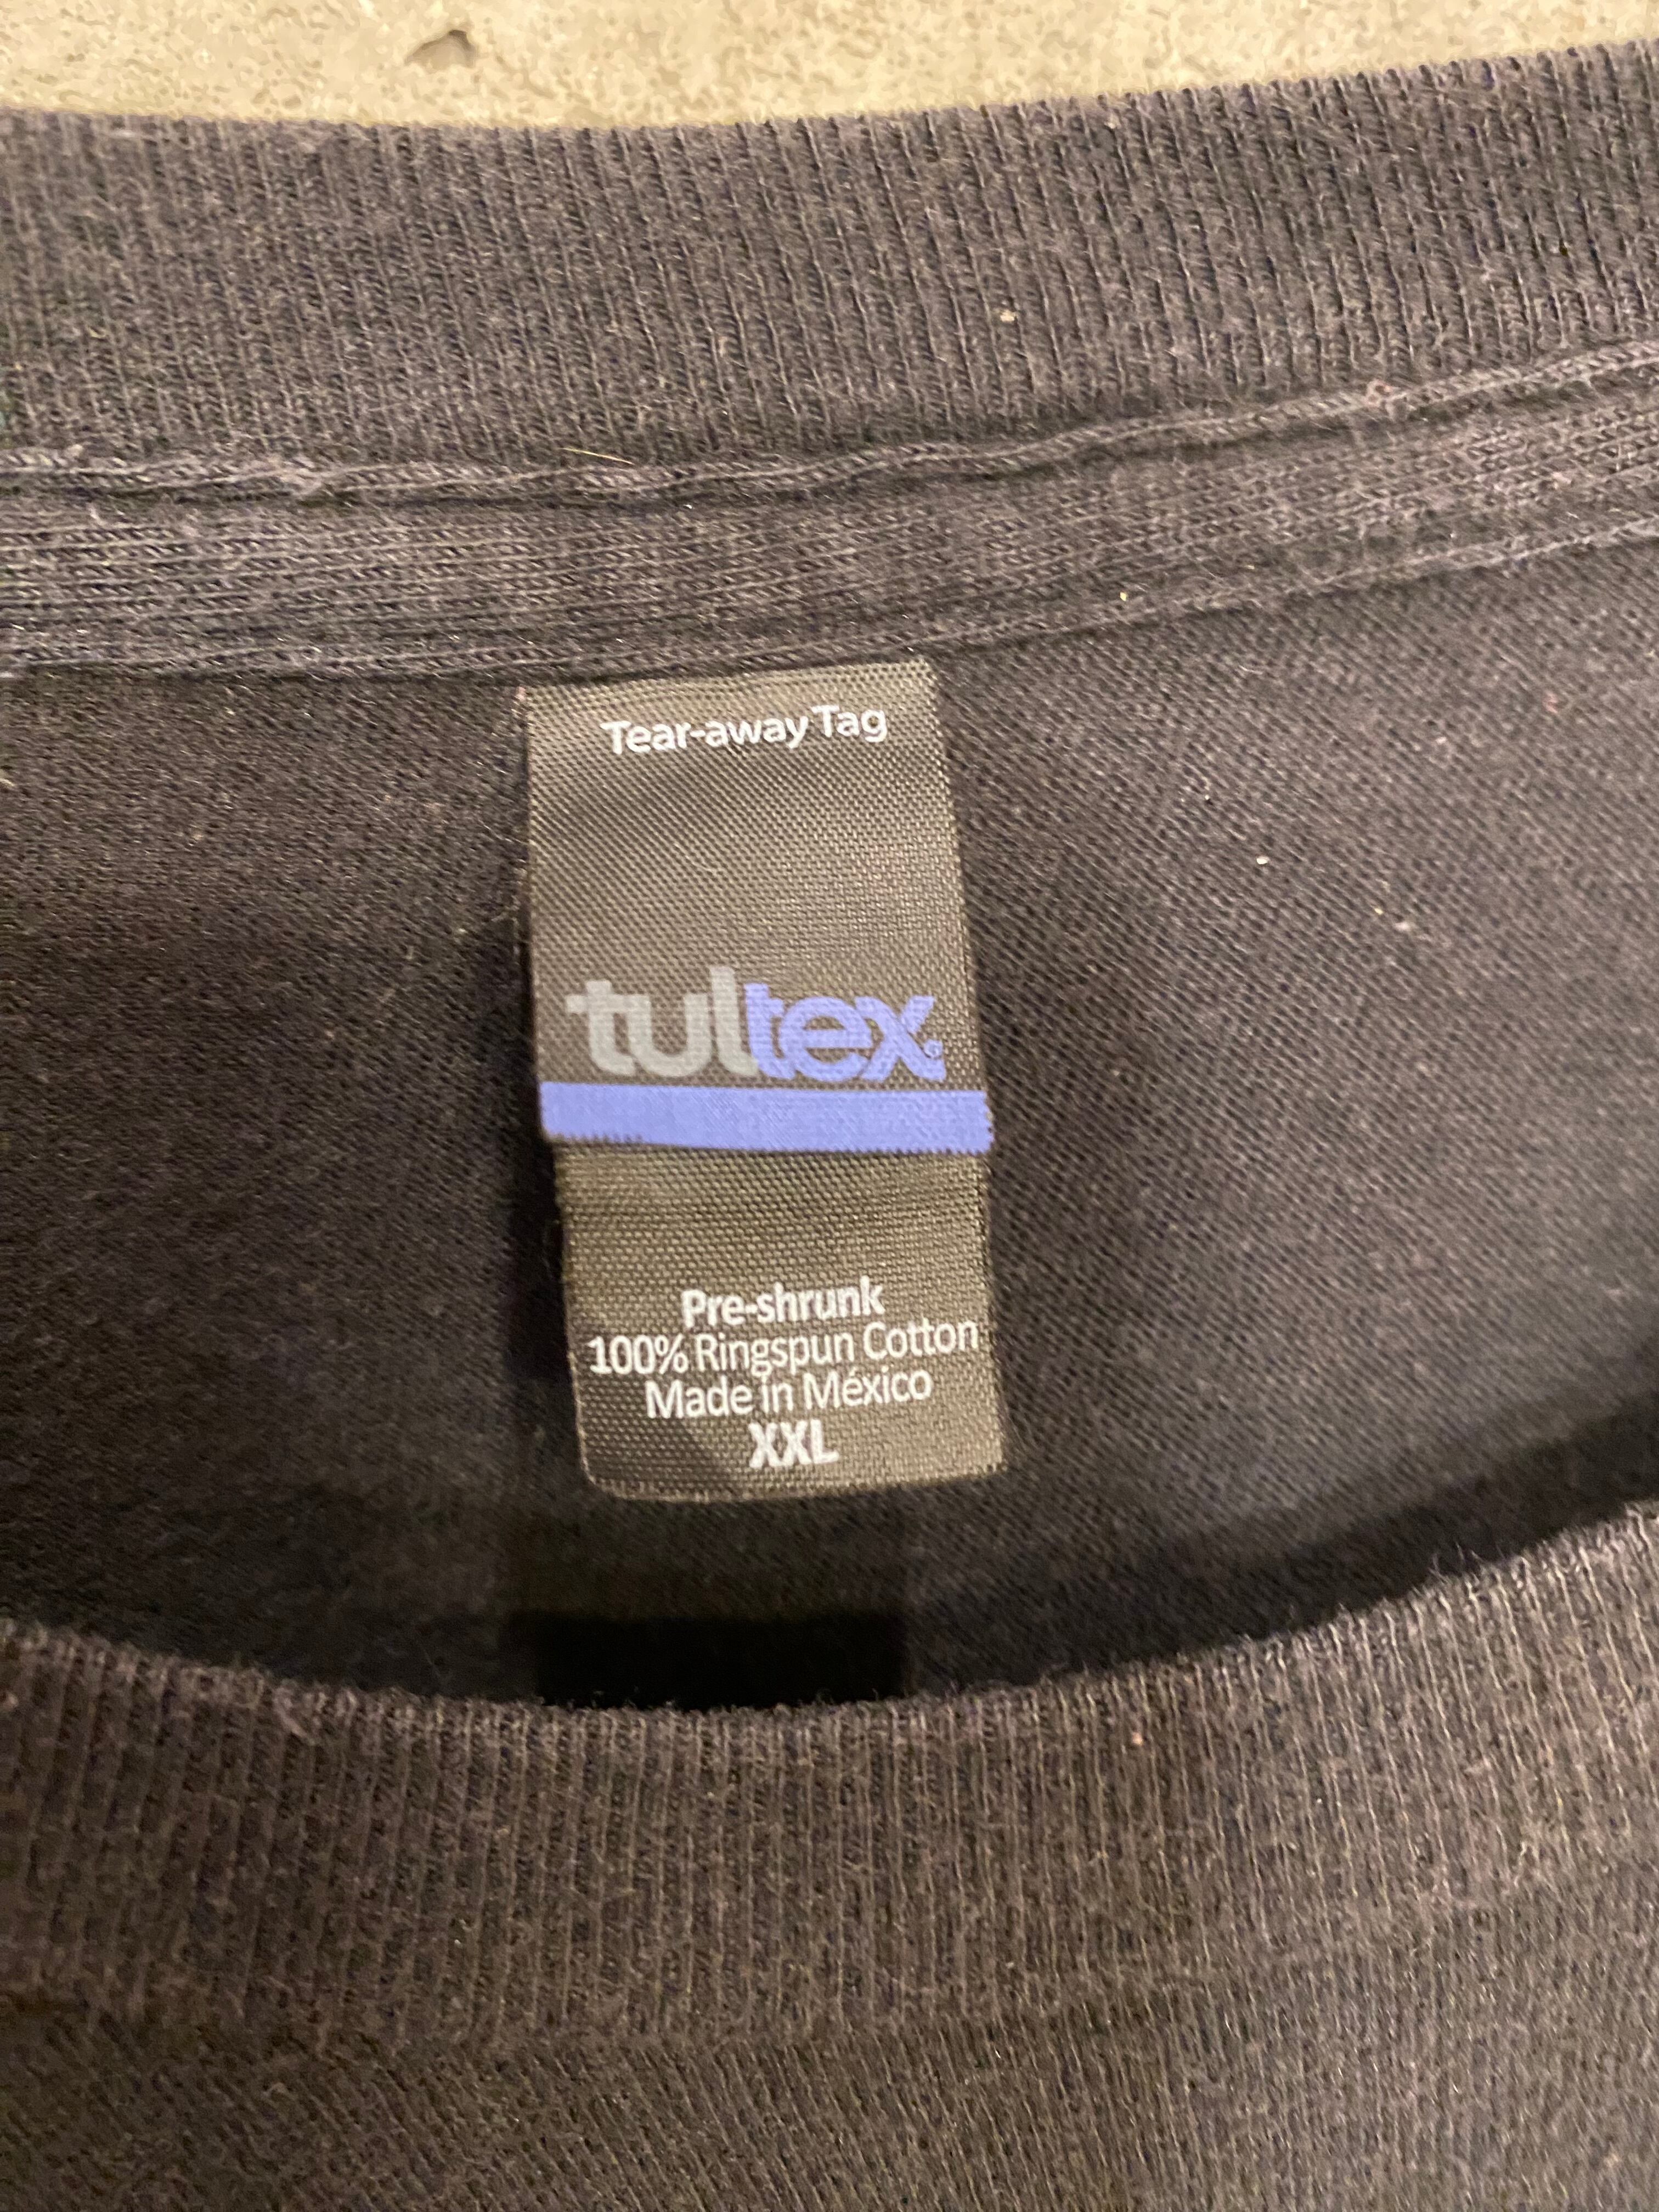 Tear-away Tag
tultex®
Pre-shrunk
100% Ringspun Cotton
Made in México
XXL